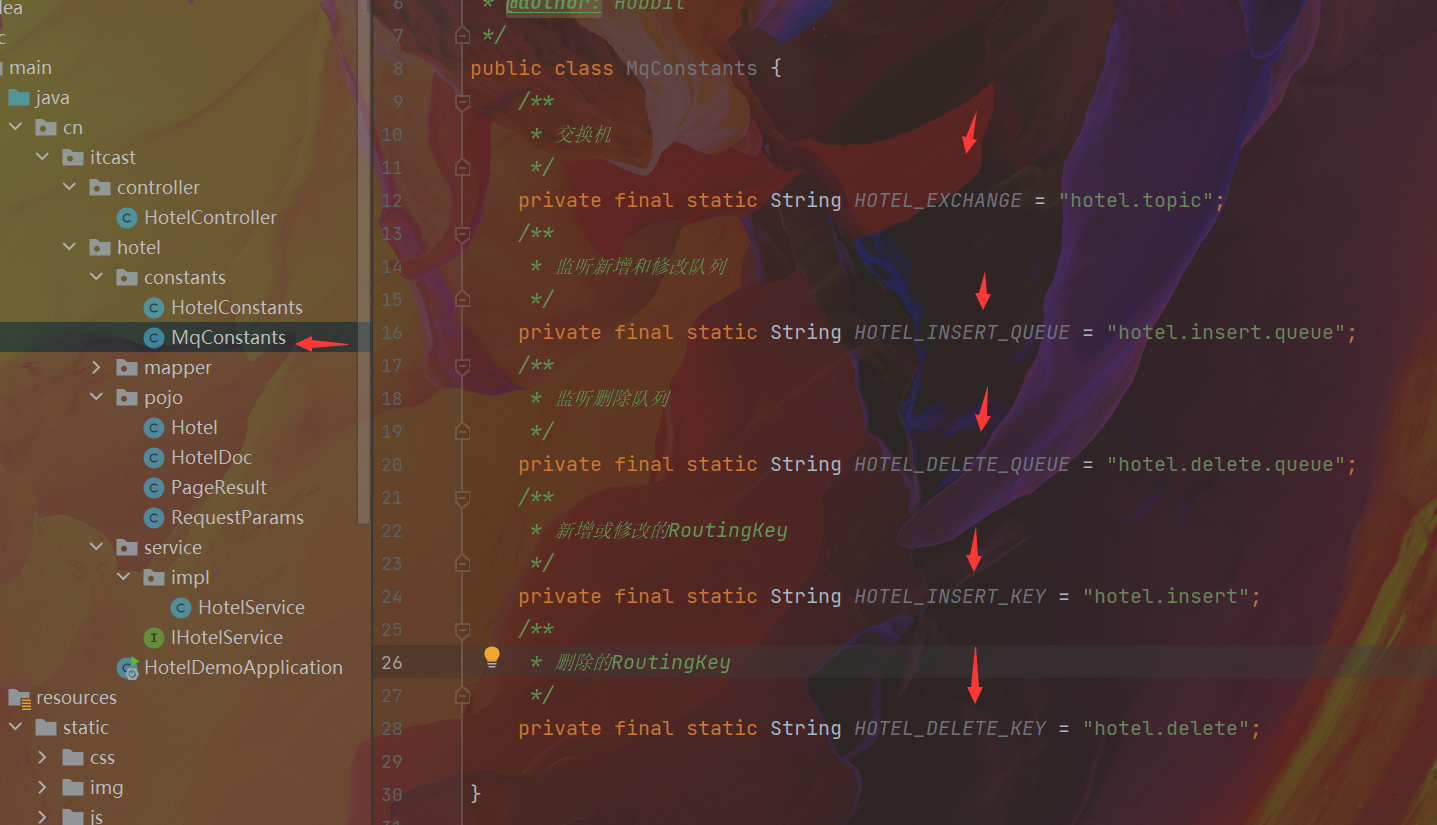 main
java
cn
itcast
controller
HotelController
hotel
constants
HotelConstants
MqConstants
mapper
pojo
Hotel
HotelDoc
PageResult
RequestParams
service
impl
HotelService
IHotelService
HotelDemoApplication
resources
static
css
img
js
6 * @author: Hobbit
7 */
8 public class MqConstants {
9 /**
10 * 交换机
11 */
12 private final static String HOTEL_EXCHANGE = "hotel.topic";
13 /**
14 * 监听新增和修改队列
15 */
16 private final static String HOTEL_INSERT_QUEUE = "hotel.insert.queue";
17 /**
18 * 监听删除队列
19 */
20 private final static String HOTEL_DELETE_QUEUE = "hotel.delete.queue";
21 /**
22 * 新增或修改的RoutingKey
23 */
24 private final static String HOTEL_INSERT_KEY = "hotel.insert";
25 /**
26 * 删除的RoutingKey
27 */
28 private final static String HOTEL_DELETE_KEY = "hotel.delete";
29
30 }